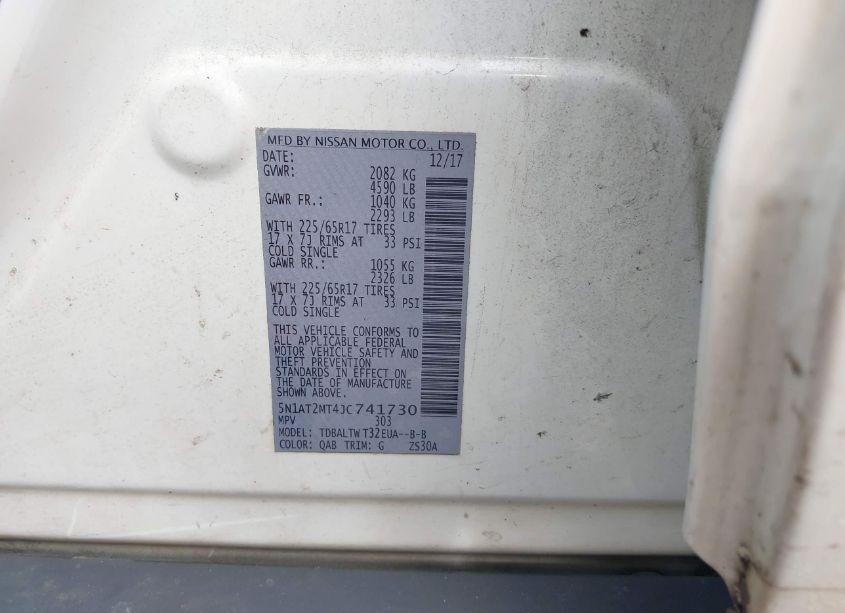 MFD BY NISSAN MOTOR CO., LTD.
DATE: 12/17
GVWR: 2082 KG
4590 LB
GAWR FR.: 1040 KG
2293 LB
WITH 225/65R17 TIRES
17 X 7J RIMS AT 33 PSI
COLD SINGLE
GAWR RR.: 1055 KG
2326 LB
WITH 225/65R17 TIRES
17 X 7J RIMS AT 33 PSI
COLD SINGLE
THIS VEHICLE CONFORMS TO
ALL APPLICABLE FEDERAL
MOTOR VEHICLE SAFETY AND
THEFT PREVENTION
STANDARDS IN EFFECT ON
THE DATE OF MANUFACTURE
SHOWN ABOVE.
5N1AT2MT4JC741730
MPV 303
MODEL: TDBALTW T32EUA--B-B
COLOR: QAB TRIM: G ZS30A